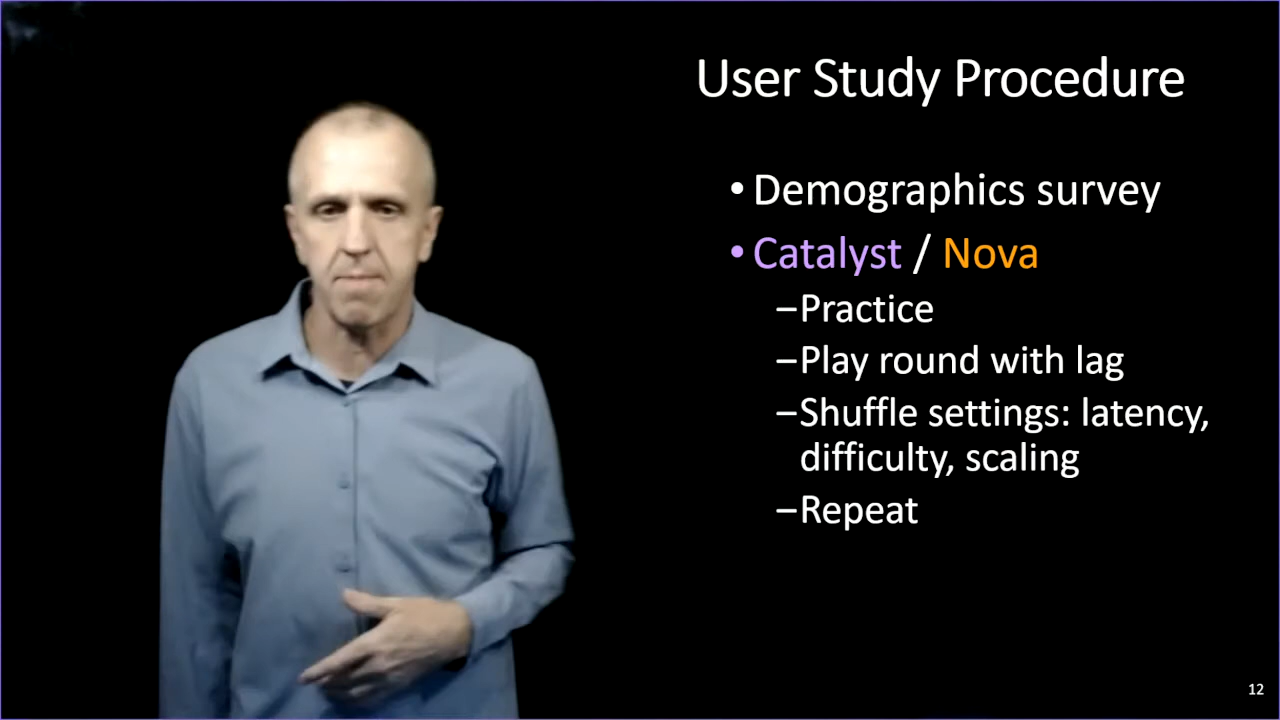 User Study Procedure
• Demographics survey
• Catalyst / Nova
–Practice
–Play round with lag
–Shuffle settings: latency,
difficulty, scaling
–Repeat
12